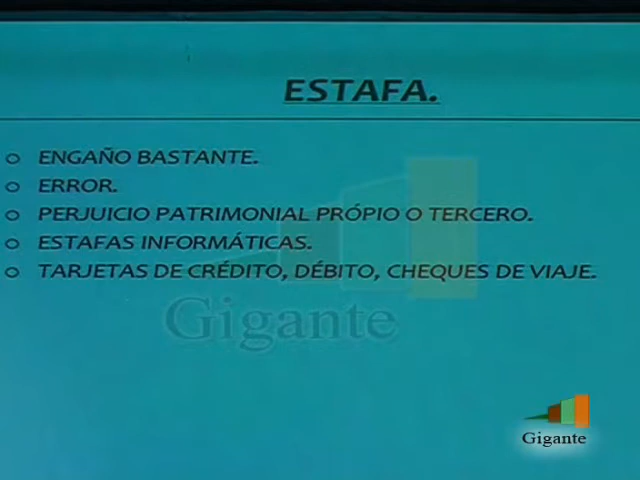 ESTAFA.
ENGAÑO BASTANTE.
ERROR.
PERJUICIO PATRIMONIAL PRÓPIO O TERCERO.
ESTAFAS INFORMÁTICAS.
TARJETAS DE CRÉDITO, DÉBITO, CHEQUES DE VIAJE.
Gigante
Gigante